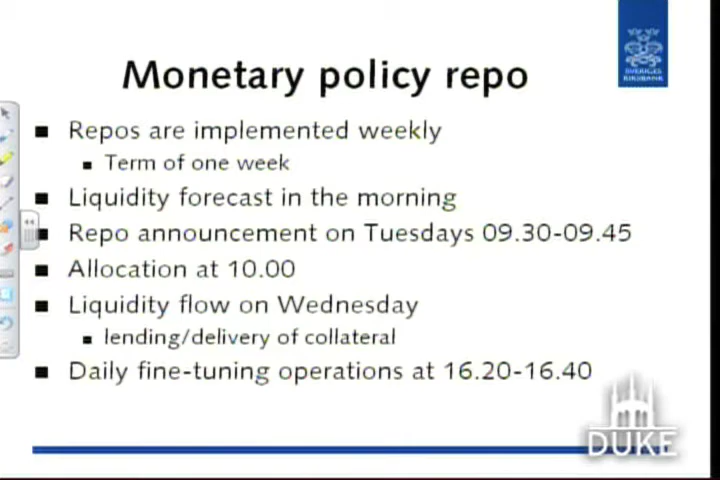 SVERIGES
RIKSBANK
Monetary policy repo
Repos are implemented weekly
Term of one week
Liquidity forecast in the morning
Repo announcement on Tuesdays 09.30-09.45
Allocation at 10.00
Liquidity flow on Wednesday
lending/delivery of collateral
Daily fine-tuning operations at 16.20-16.40
DUKE